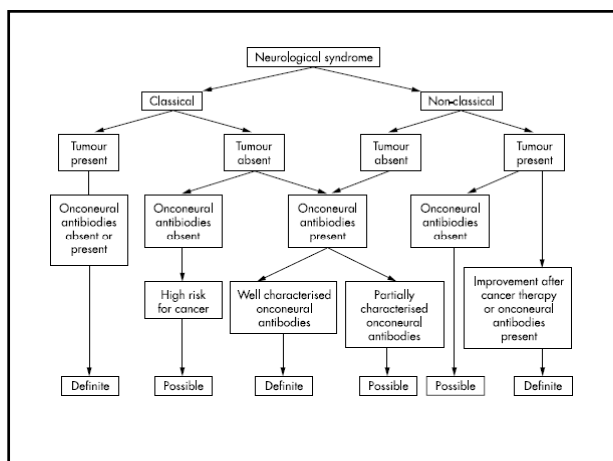 Neurological syndrome
Classical
Non-classical
Tumour
present
Tumour
absent
Tumour
absent
Tumour
present
Onconeural
antibodies
absent or
present
Onconeural
antibodies
absent
Onconeural
antibodies
present
Onconeural
antibodies
absent
High risk
for cancer
Well characterised
onconeural
antibodies
Partially
characterised
onconeural
antibodies
Improvement after
cancer therapy
or onconeural
antibodies
present
Definite
Possible
Definite
Possible
Possible
Definite